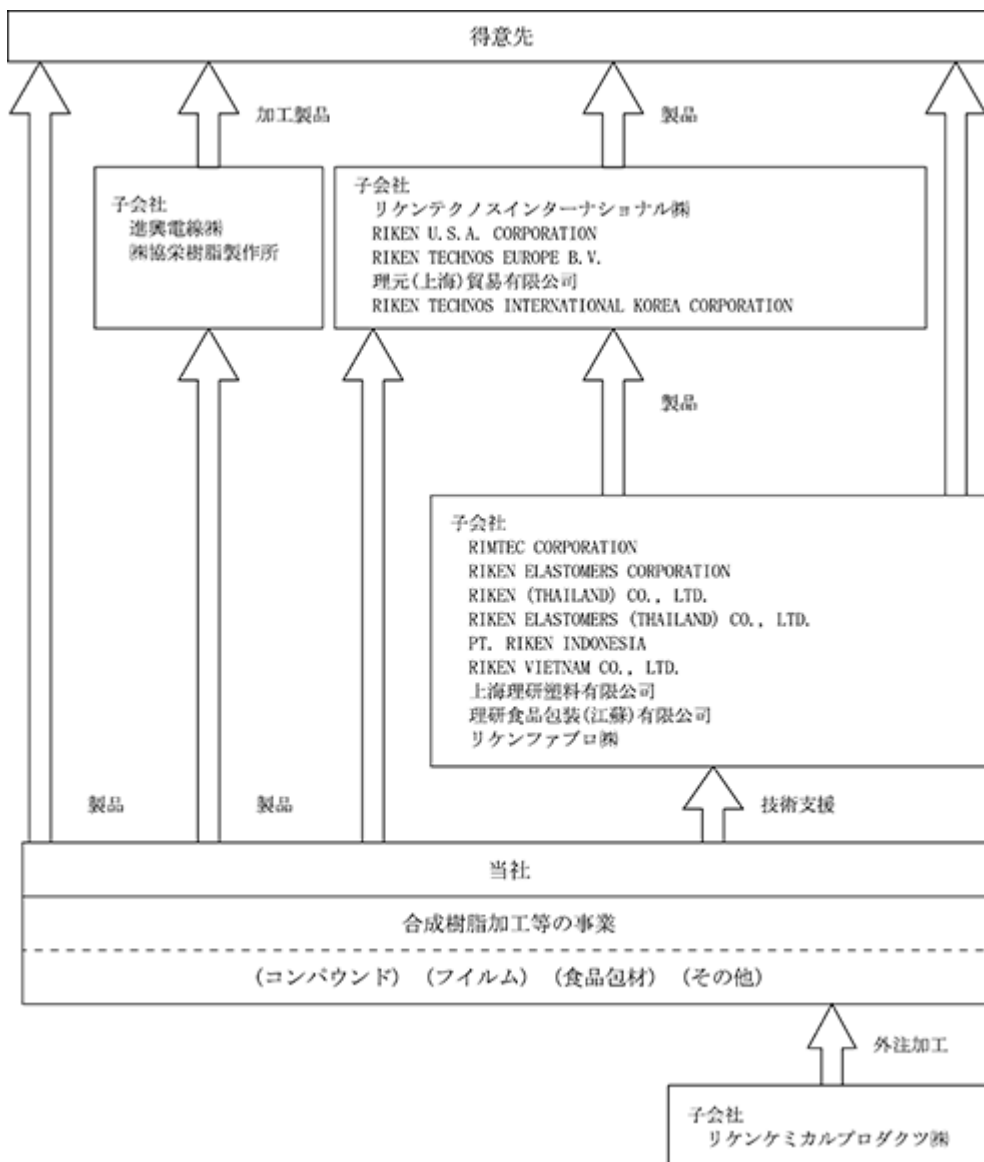 得意先
加工製品
製品
子会社
進興電線㈱
㈱協栄樹脂製作所
子会社
リケンテクノスインターナショナル㈱
RIKEN U.S.A. CORPORATION
RIKEN TECHNOS EUROPE B.V.
理元(上海)貿易有限公司
RIKEN TECHNOS INTERNATIONAL KOREA CORPORATION
製品
子会社
RIMTEC CORPORATION
RIKEN ELASTOMERS CORPORATION
RIKEN (THAILAND) CO., LTD.
RIKEN ELASTOMERS (THAILAND) CO., LTD.
PT. RIKEN INDONESIA
RIKEN VIETNAM CO., LTD.
上海理研塑料有限公司
理研食品包装(江蘇)有限公司
リケンファブロ㈱
製品
製品
技術支援
当社
合成樹脂加工等の事業
(コンパウンド) (フイルム) (食品包材) (その他)
外注加工
子会社
リケンケミカルプロダクツ㈱